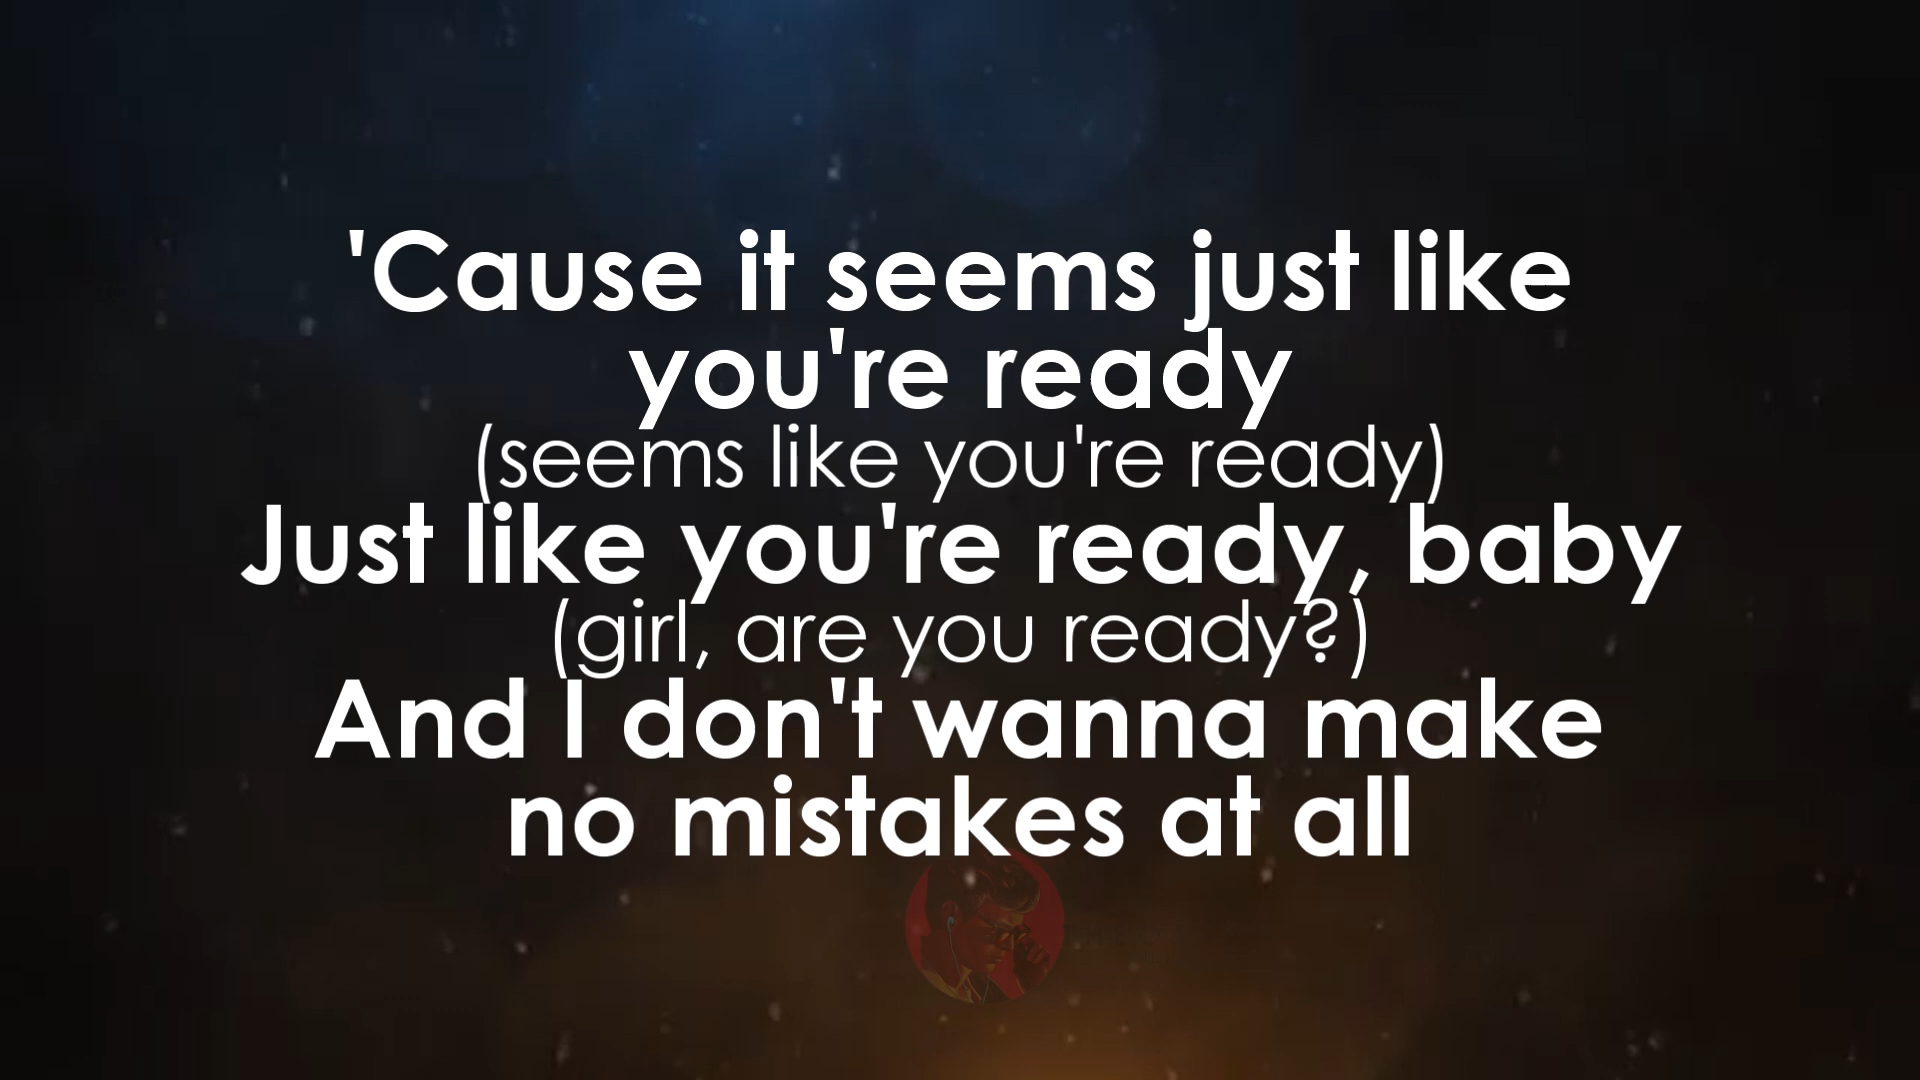 'Cause it seems just like
you're ready
(seems like you're ready)
Just like you're ready, baby
(girl, are you ready?)
And I don't wanna make
no mistakes at all